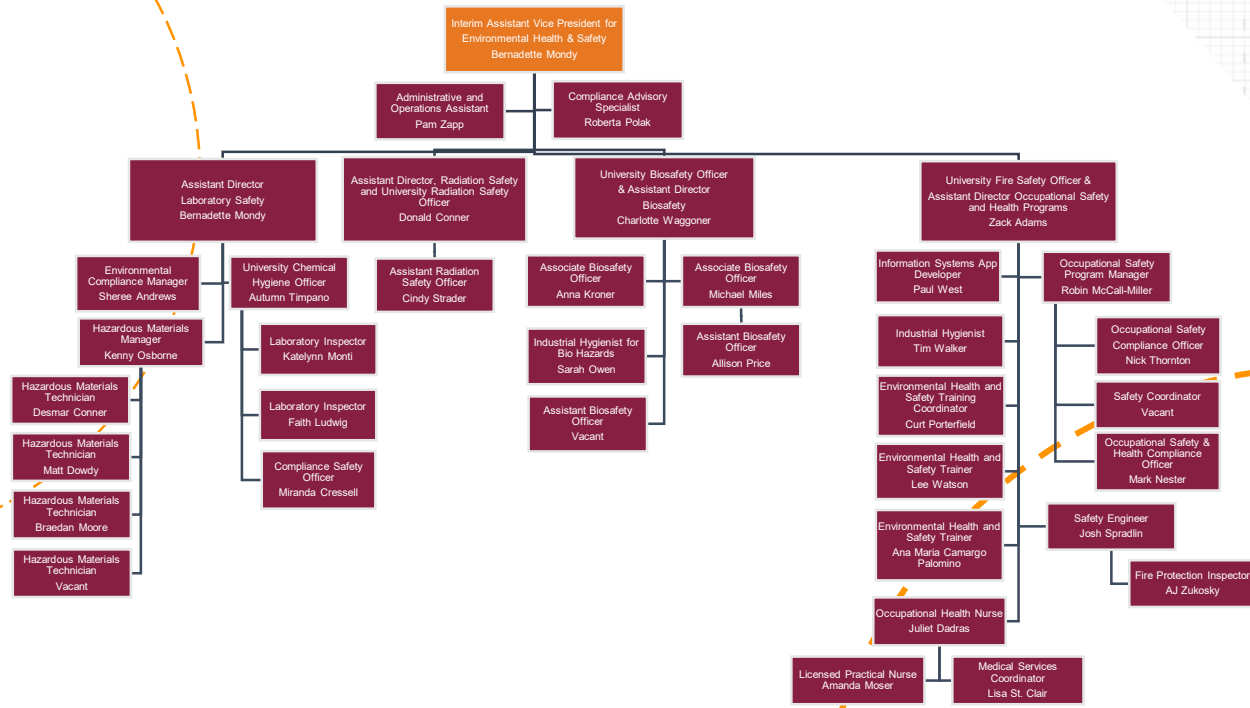 Interim Assistant Vice President for
Environmental Health & Safety
Bernadette Mondy
Administrative and
Operations Assistant
Pam Zapp
Compliance Advisory
Specialist
Roberta Polak
Assistant Director
Laboratory Safety
Bernadette Mondy
Assistant Director, Radiation Safety
and University Radiation Safety
Officer
Donald Conner
University Biosafety Officer
& Assistant Director
Biosafety
Charlotte Waggoner
University Fire Safety Officer &
Assistant Director Occupational Safety
and Health Programs
Zack Adams
Environmental
Compliance Manager
Sheree Andrews
University Chemical
Hygiene Officer
Autumn Timpano
Hazardous Materials
Manager
Kenny Osborne
Laboratory Inspector
Katelynn Monti
Laboratory Inspector
Faith Ludwig
Compliance Safety
Officer
Miranda Cressell
Hazardous Materials
Technician
Desmar Conner
Hazardous Materials
Technician
Matt Dowdy
Hazardous Materials
Technician
Braedan Moore
Hazardous Materials
Technician
Vacant
Assistant Radiation
Safety Officer
Cindy Strader
Associate Biosafety
Officer
Anna Kroner
Associate Biosafety
Officer
Michael Miles
Industrial Hygienist for
Bio Hazards
Sarah Owen
Assistant Biosafety
Officer
Allison Price
Assistant Biosafety
Officer
Vacant
Information Systems App
Developer
Paul West
Occupational Safety
Program Manager
Robin McCall-Miller
Industrial Hygienist
Tim Walker
Occupational Safety
Compliance Officer
Nick Thornton
Environmental Health and
Safety Training
Coordinator
Curt Porterfield
Safety Coordinator
Vacant
Environmental Health and
Safety Trainer
Lee Watson
Occupational Safety &
Health Compliance
Officer
Mark Nester
Environmental Health and
Safety Trainer
Ana Maria Camargo
Palomino
Safety Engineer
Josh Spradlin
Fire Protection Inspector
AJ Zukosky
Occupational Health Nurse
Juliet Dadras
Licensed Practical Nurse
Amanda Moser
Medical Services
Coordinator
Lisa St. Clair